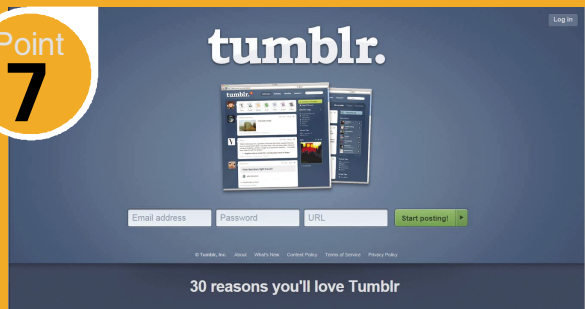 Point
7
Log in
tumblr.
tumblr.
Email address
Password
URL
Start posting!
© Tumblr, Inc. About What's New Content Policy Terms of Service Privacy Policy
30 reasons you'll love Tumblr